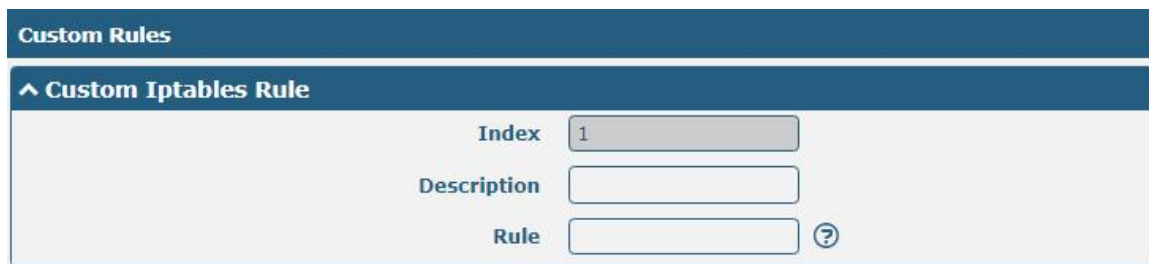 Custom Rules
Custom Iptables Rule
Index 1
Description
Rule ?